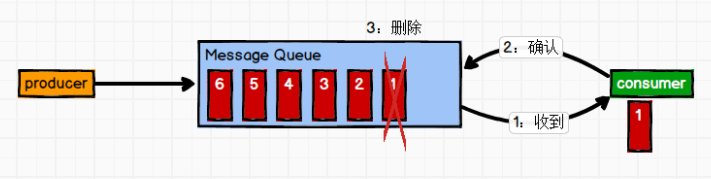 3：删除
Message Queue
2：确认
producer
6 5 4 3 2 1
consumer
1：收到
1